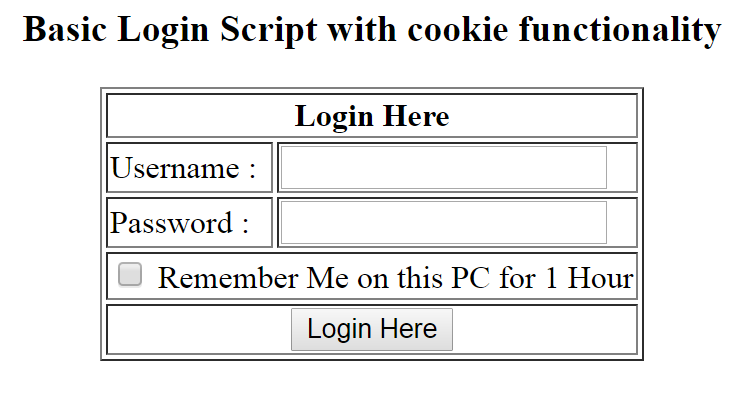 Basic Login Script with cookie functionality
Login Here
Username :
Password :
Remember Me on this PC for 1 Hour
Login Here